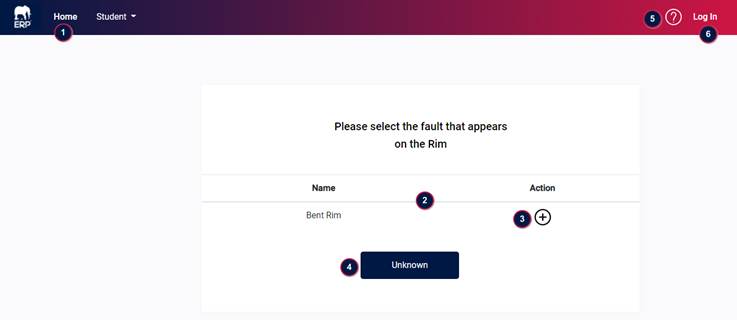 ERP
Home
Student
1
5
?
Log In
6
Please select the fault that appears
on the Rim
Name
Action
2
Bent Rim
3
4
Unknown